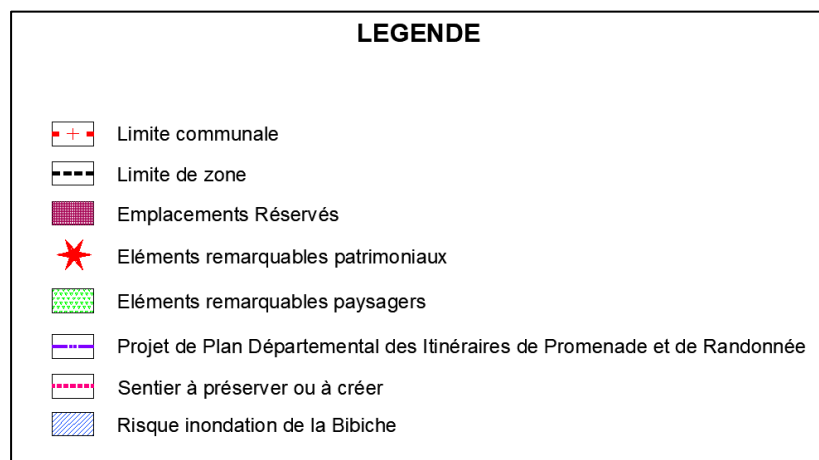 LEGENDE
Limite communale
Limite de zone
Emplacements Réservés
Eléments remarquables patrimoniaux
Eléments remarquables paysagers
Projet de Plan Départemental des Itinéraires de Promenade et de Randonnée
Sentier à préserver ou à créer
Risque inondation de la Bibiche